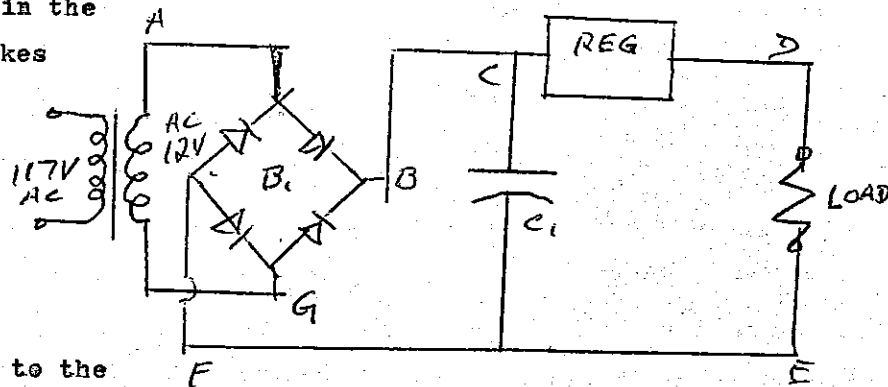 in the
A
kes
REG
D
C
AC
12V
117V
AC
B1
B
LOAD
C1
G
to the
F
E